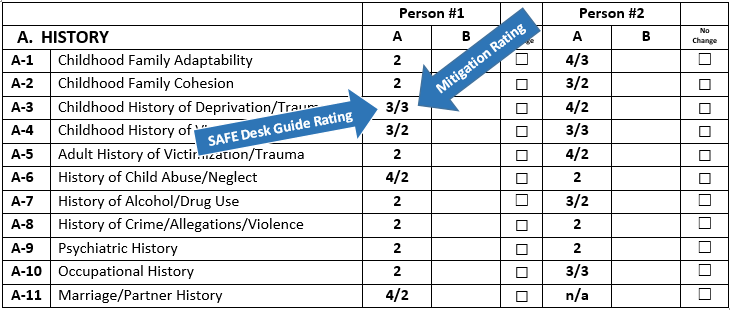 Person #1 Person #2
A. HISTORY A B A B No Change
A-1 Childhood Family Adaptability 2 ☐ 4/3 ☐
A-2 Childhood Family Cohesion 2 ☐ 3/2 ☐
A-3 Childhood History of Deprivation/Traum 3/3 ☐ 4/2 ☐
A-4 Childhood History of V 3/2 ☐ 3/3 ☐
A-5 Adult History of Victimization/Trauma 2 ☐ 4/2 ☐
A-6 History of Child Abuse/Neglect 4/2 ☐ 2 ☐
A-7 History of Alcohol/Drug Use 2 ☐ 3/2 ☐
A-8 History of Crime/Allegations/Violence 2 ☐ 2 ☐
A-9 Psychiatric History 2 ☐ 2 ☐
A-10 Occupational History 2 ☐ 3/3 ☐
A-11 Marriage/Partner History 4/2 ☐ n/a ☐
SAFE Desk Guide Rating
Mitigation Rating